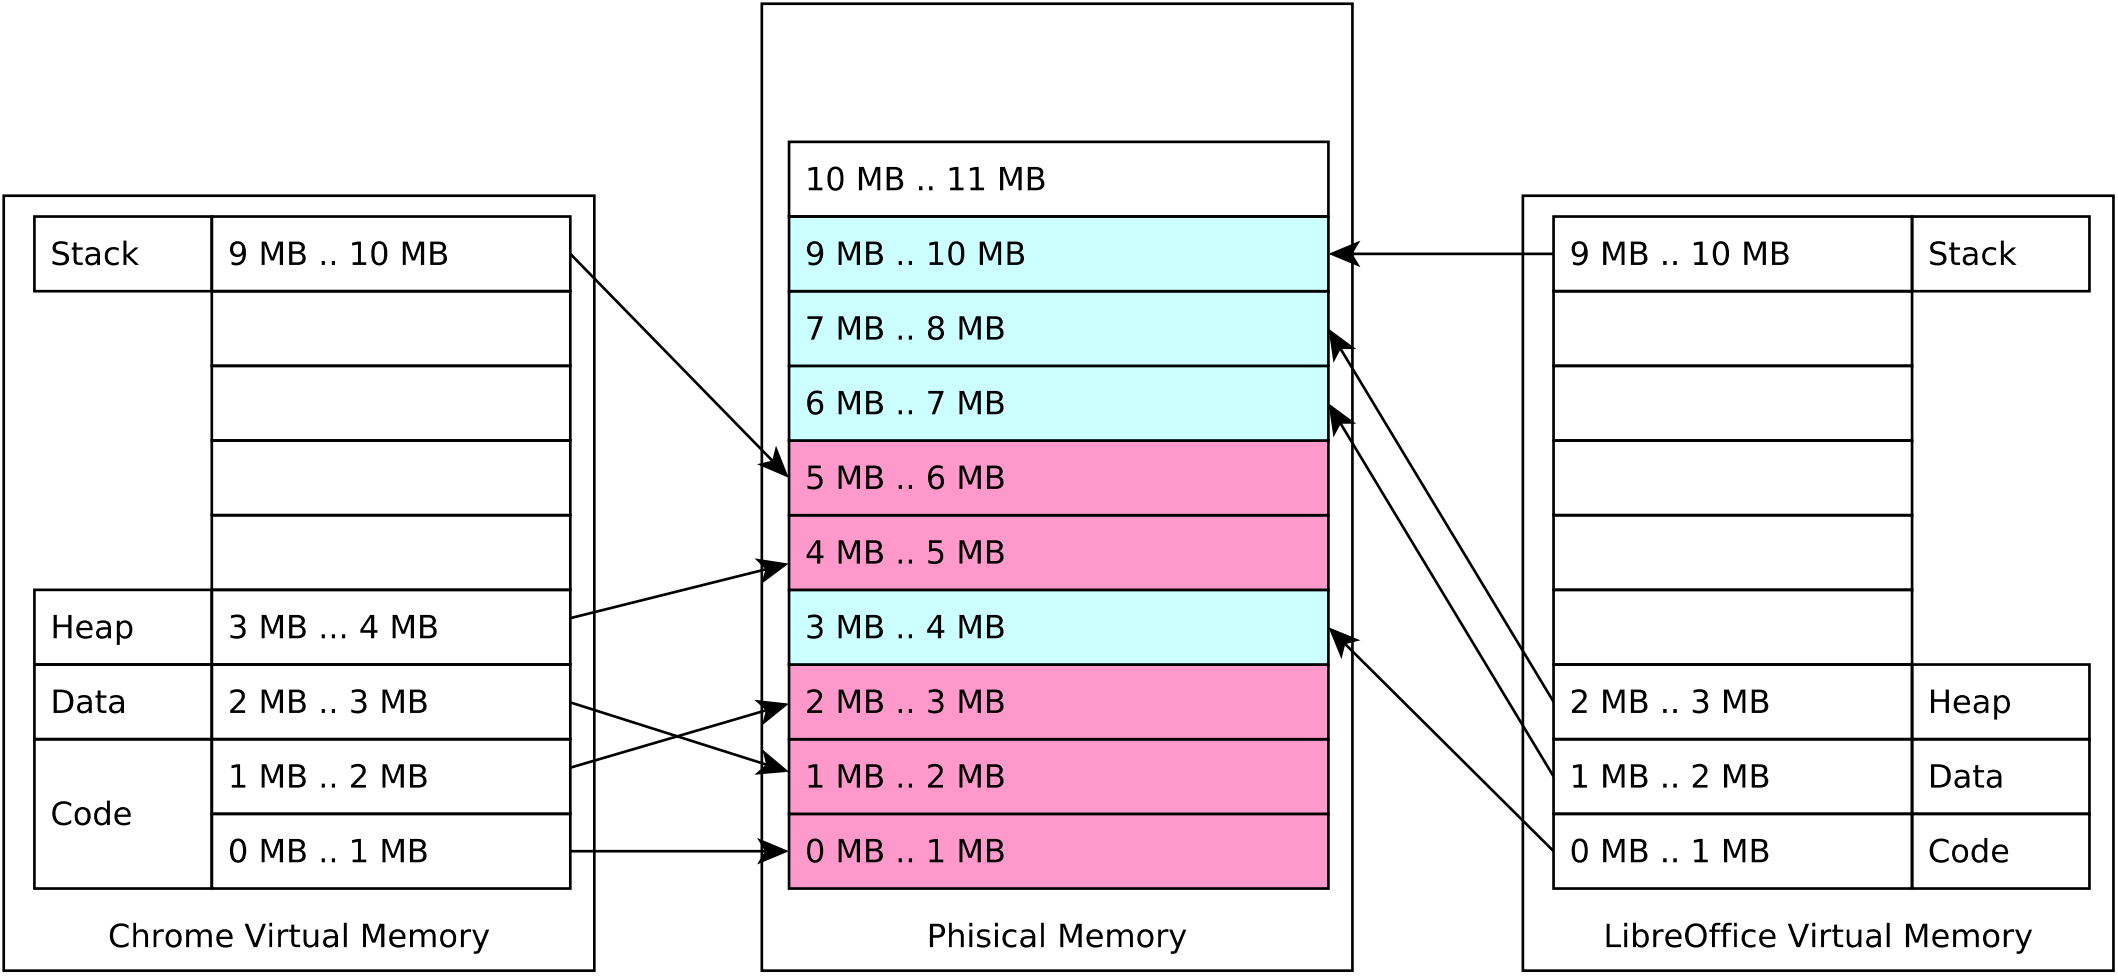 Stack
9 MB .. 10 MB
Heap
3 MB ... 4 MB
Data
2 MB .. 3 MB
Code
1 MB .. 2 MB
0 MB .. 1 MB
Chrome Virtual Memory
10 MB .. 11 MB
9 MB .. 10 MB
7 MB .. 8 MB
6 MB .. 7 MB
5 MB .. 6 MB
4 MB .. 5 MB
3 MB .. 4 MB
2 MB .. 3 MB
1 MB .. 2 MB
0 MB .. 1 MB
Phisical Memory
9 MB .. 10 MB
Stack
2 MB .. 3 MB
Heap
1 MB .. 2 MB
Data
0 MB .. 1 MB
Code
LibreOffice Virtual Memory